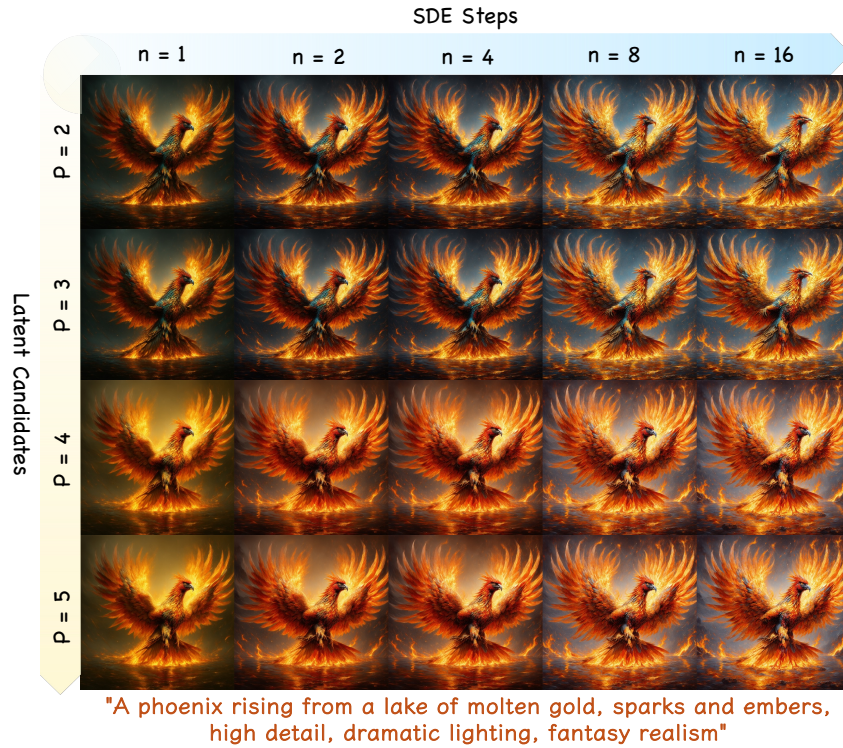 SDE Steps
n = 1
n = 2
n = 4
n = 8
n = 16
Latent Candidates
ρ = 2
ρ = 3
ρ = 4
ρ = 5
"A phoenix rising from a lake of molten gold, sparks and embers,
high detail, dramatic lighting, fantasy realism"